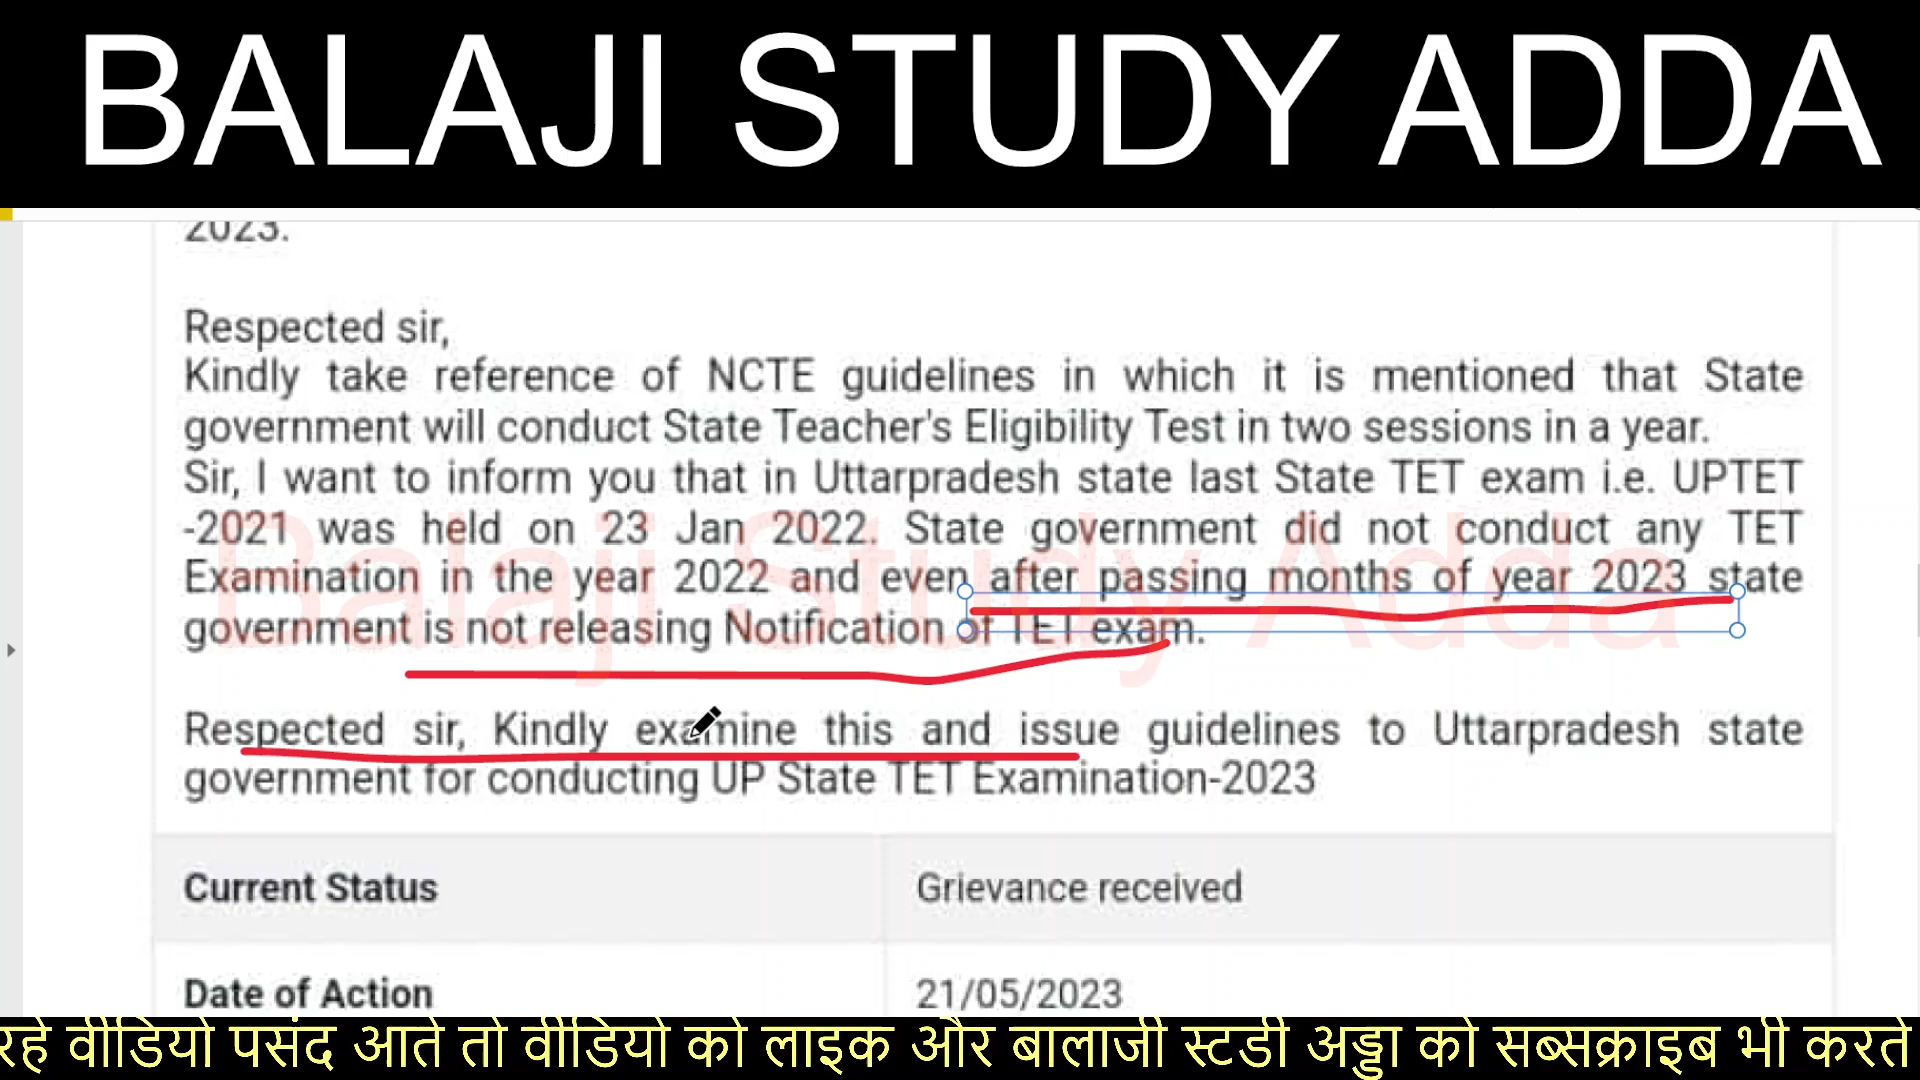 BALAJI STUDY ADDA
2023.
Respected sir,
Kindly take reference of NCTE guidelines in which it is mentioned that State
government will conduct State Teacher's Eligibility Test in two sessions in a year.
Sir, I want to inform you that in Uttarpradesh state last State TET exam i.e. UPTET
-2021 was held on 23 Jan 2022. State government did not conduct any TET
Examination in the year 2022 and even after passing months of year 2023 state
government is not releasing Notification of TET exam.
Balaji Study Adda
Respected sir, Kindly examine this and issue guidelines to Uttarpradesh state
government for conducting UP State TET Examination-2023
Current Status Grievance received
Date of Action 21/05/2023
रहे वीडियो पसंद आते तो वीडियो को लाइक और बालाजी स्टडी अड्डा को सब्सक्राइब भी करते